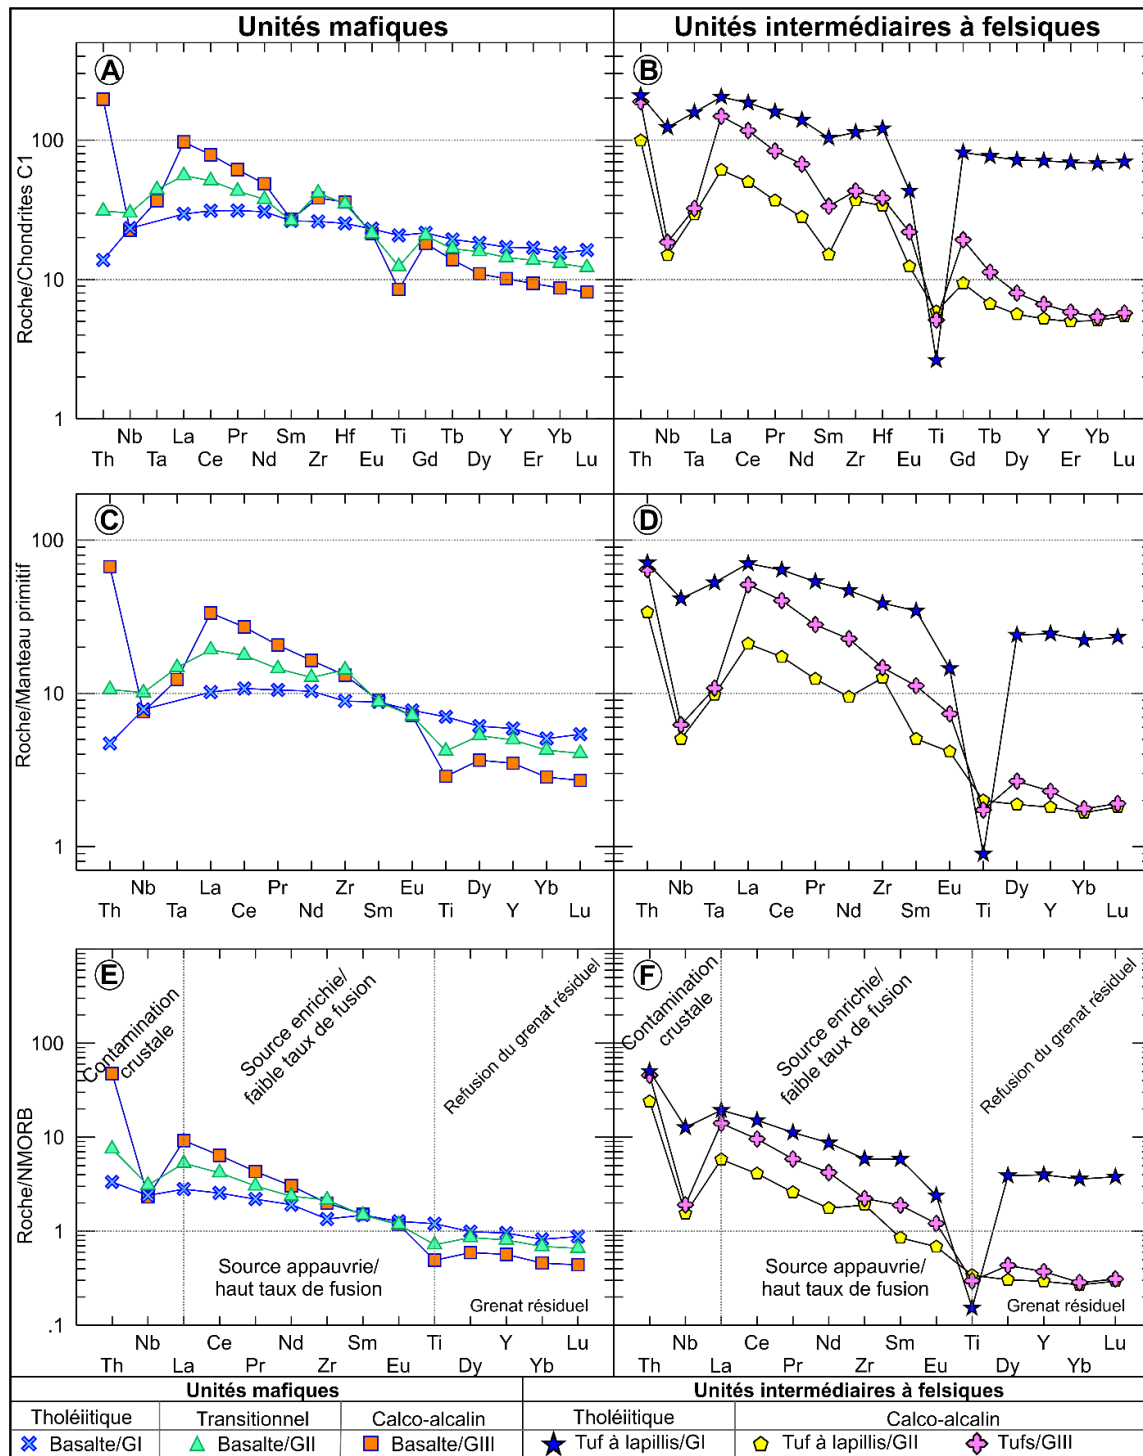 Unités mafiques
Unités intermédiaires à felsiques
A
B
Roche/Chondrites C1
100
10
1
Nb La Pr Sm Hf Ti Tb Y Yb
Th Ta Ce Nd Zr Eu Gd Dy Er Lu
Nb La Pr Sm Hf Ti Tb Y Yb
Th Ta Ce Nd Zr Eu Gd Dy Er Lu
C
D
Roche/Manteau primitif
100
10
1
Nb La Pr Zr Eu Dy Yb
Th Ta Ce Nd Sm Ti Y Lu
Nb La Pr Zr Eu Dy Yb
Th Ta Ce Nd Sm Ti Y Lu
E
F
Roche/NMORB
100
10
1
.1
Contamination
crustale
Source enrichie/
faible taux de fusion
Refusion du grenat résiduel
Source appauvrie/
haut taux de fusion
Grenat résiduel
Contamination
crustale
Source enrichie/
faible taux de fusion
Refusion du grenat résiduel
Source appauvrie/
haut taux de fusion
Grenat résiduel
Nb Ce Nd Sm Ti Y Lu
Th La Pr Zr Eu Dy Yb
Nb Ce Nd Sm Ti Y Lu
Th La Pr Zr Eu Dy Yb
Unités mafiques
Unités intermédiaires à felsiques
Tholéiitique
Transitionnel
Calco-alcalin
Tholéiitique
Calco-alcalin
Basalte/GI
Basalte/GII
Basalte/GIII
Tuf à lapillis/GI
Tuf à lapillis/GII
Tufs/GIII